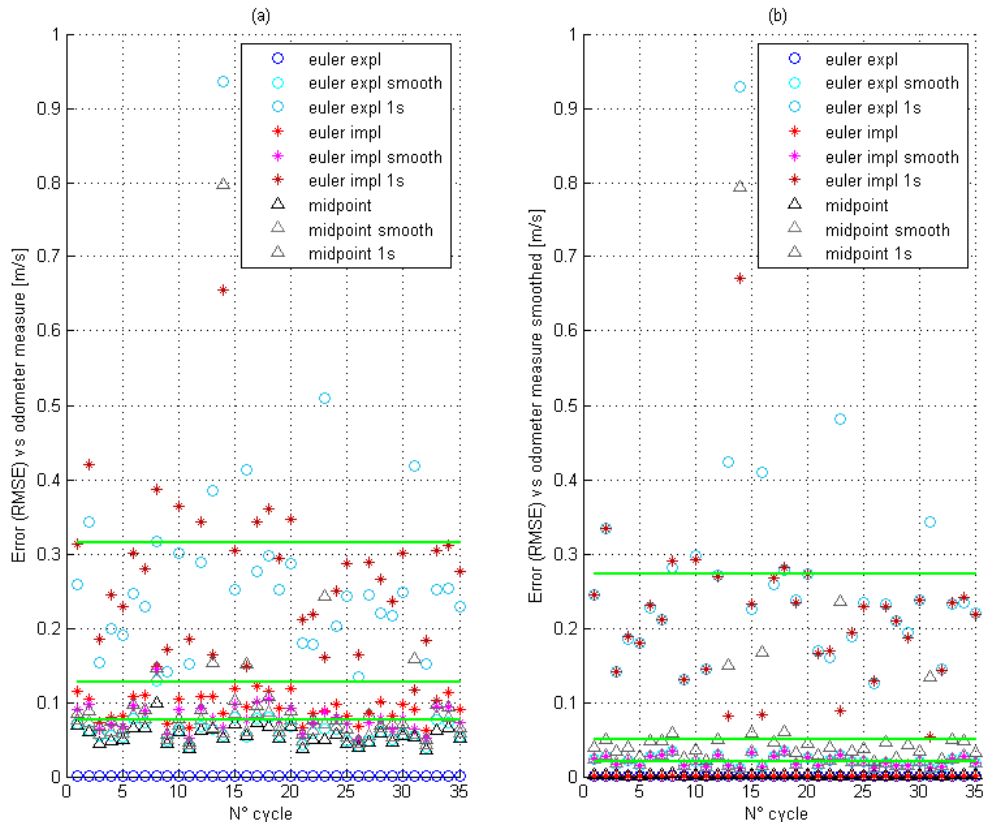 (a)
1
0.9
0.8
0.7
0.6
0.5
0.4
0.3
0.2
0.1
0
Error (RMSE) vs odometer measure [m/s]
0 5 10 15 20 25 30 35
N° cycle
euler expl
euler expl smooth
euler expl 1s
euler impl
euler impl smooth
euler impl 1s
midpoint
midpoint smooth
midpoint 1s
(b)
1
0.9
0.8
0.7
0.6
0.5
0.4
0.3
0.2
0.1
0
Error (RMSE) vs odometer measure smoothed [m/s]
0 5 10 15 20 25 30 35
N° cycle
euler expl
euler expl smooth
euler expl 1s
euler impl
euler impl smooth
euler impl 1s
midpoint
midpoint smooth
midpoint 1s